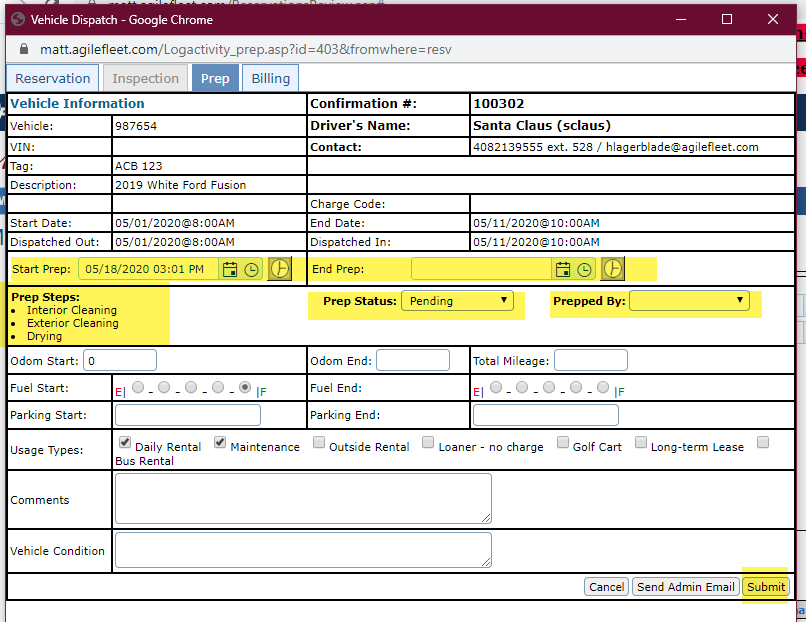 Vehicle Dispatch - Google Chrome
matt.agilefleet.com/Logactivity_prep.asp?id=403&fromwhere=resv
Reservation Inspection Prep Billing
Vehicle Information Confirmation #: 100302
Vehicle: 987654 Driver's Name: Santa Claus (sclaus)
VIN: Contact: 4082139555 ext. 528 / hlagerblade@agilefleet.com
Tag: ACB 123
Description: 2019 White Ford Fusion
Charge Code:
Start Date: 05/01/2020@8:00AM End Date: 05/11/2020@10:00AM
Dispatched Out: 05/01/2020@8:00AM Dispatched In: 05/11/2020@10:00AM
Start Prep: 05/18/2020 03:01 PM End Prep:
Prep Steps: Prep Status: Pending Prepped By:
• Interior Cleaning
• Exterior Cleaning
• Drying
Odom Start: 0 Odom End: Total Mileage:
Fuel Start: E| - - - - |F Fuel End: E| - - - - |F
Parking Start: Parking End:
Usage Types: Daily Rental Maintenance Outside Rental Loaner - no charge Golf Cart Long-term Lease
Bus Rental
Comments
Vehicle Condition
Cancel Send Admin Email Submit